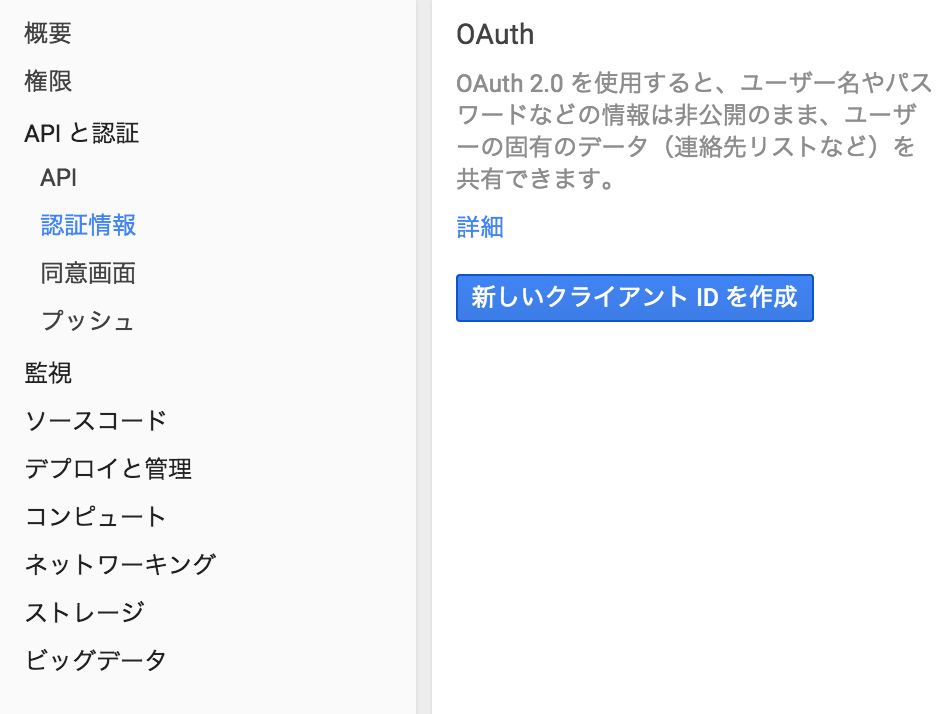 概要
権限
API と認証
API
認証情報
同意画面
プッシュ
監視
ソースコード
デプロイと管理
コンピュート
ネットワーキング
ストレージ
ビッグデータ
OAuth
OAuth 2.0 を使用すると、ユーザー名やパス
ワードなどの情報は非公開のまま、ユーザ
ーの固有のデータ（連絡先リストなど）を
共有できます。
詳細
新しいクライアント ID を作成